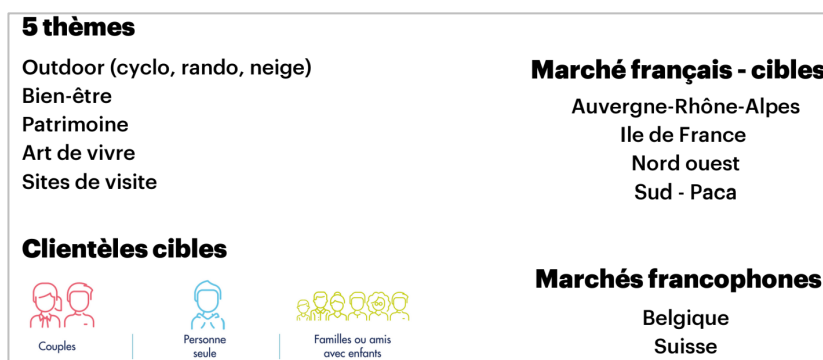 5 thèmes
Outdoor (cyclo, rando, neige)
Bien-être
Patrimoine
Art de vivre
Sites de visite
Clientèles cibles
Couples
Personne
seule
Familles ou amis
avec enfants
Marché français - cibles
Auvergne-Rhône-Alpes
Ile de France
Nord ouest
Sud - Paca
Marchés francophones
Belgique
Suisse